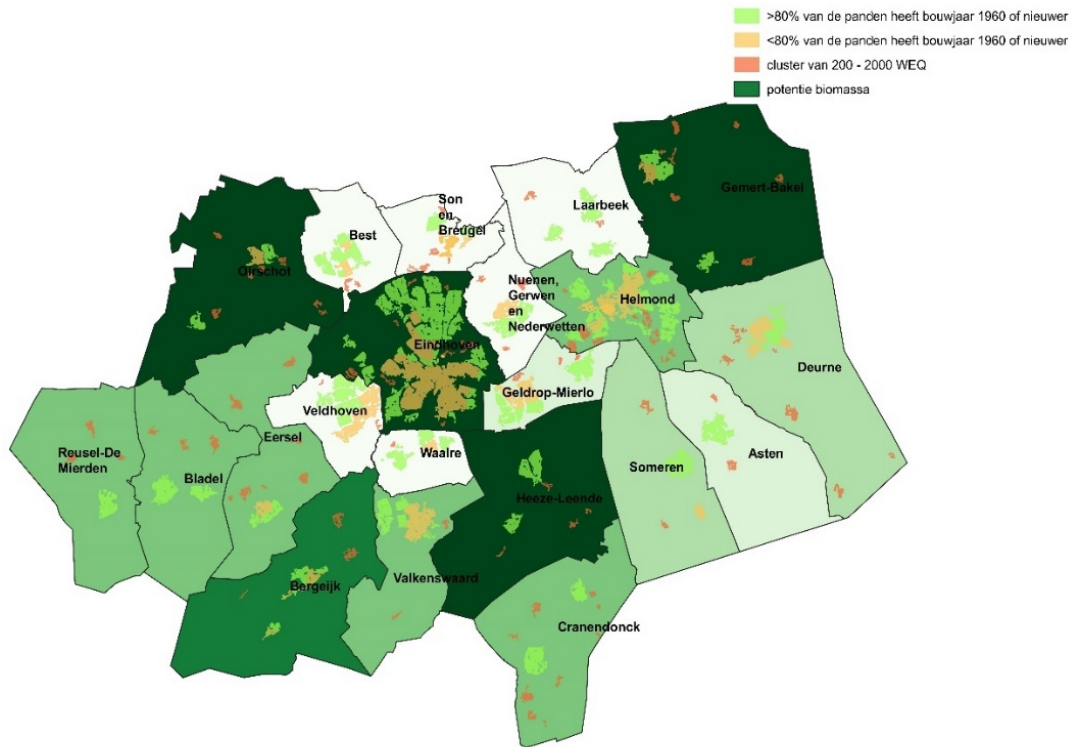 >80% van de panden heeft bouwjaar 1960 of nieuwer
<80% van de panden heeft bouwjaar 1960 of nieuwer
cluster van 200 - 2000 WEQ
potentie biomassa
Gemert-Bakel
Son
en
Breugel
Laarbeek
Best
Oirschot
Nuenen,
Gerwen
en
Nederwetten
Helmond
Eindhoven
Deurne
Geldrop-Mierlo
Veldhoven
Eersel
Reusel-De
Mierden
Bladel
Waalre
Someren
Asten
Heeze-Leende
Valkenswaard
Bergeijk
Cranendonck